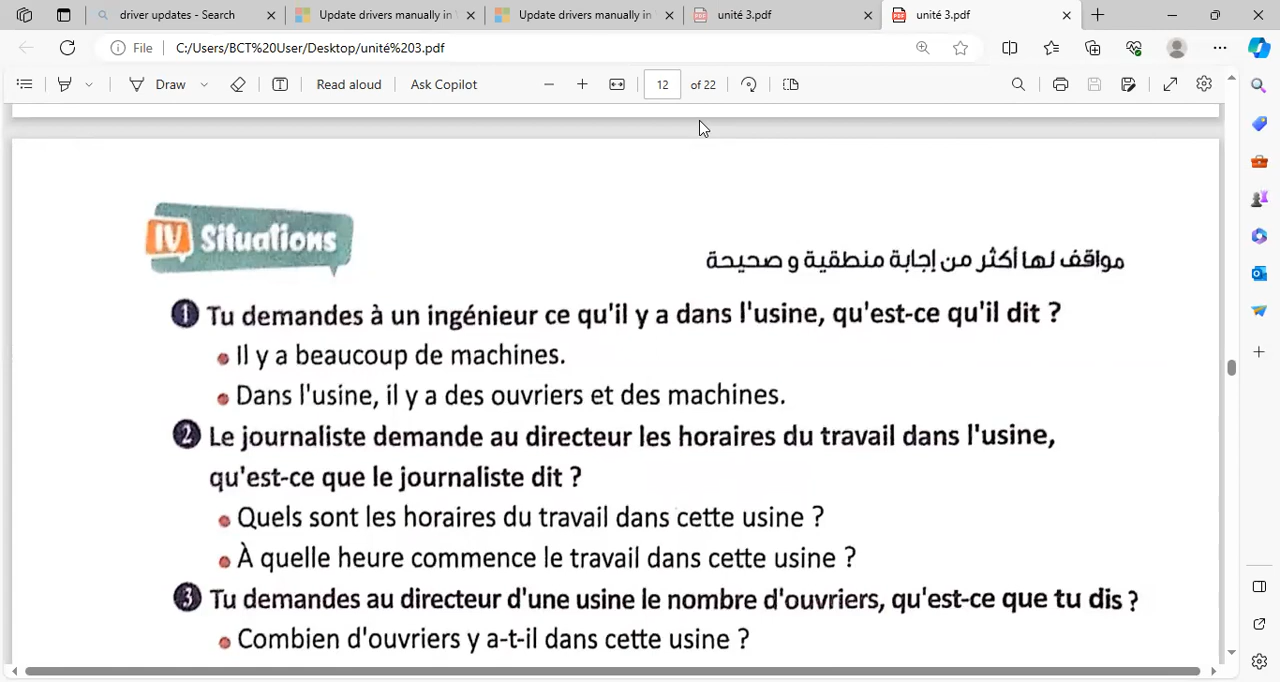 driver updates - Search
Update drivers manually in
Update drivers manually in
unité 3.pdf
unité 3.pdf
File
C:/Users/BCT%20User/Desktop/unité%203.pdf
Draw
Read aloud
Ask Copilot
12 of 22
IV Situations
مواقف لها أكثر من إجابة منطقية و صحيحة
1 Tu demandes à un ingénieur ce qu'il y a dans l'usine, qu'est-ce qu'il dit ?
• Il y a beaucoup de machines.
• Dans l'usine, il y a des ouvriers et des machines.
2 Le journaliste demande au directeur les horaires du travail dans l'usine,
qu'est-ce que le journaliste dit ?
• Quels sont les horaires du travail dans cette usine ?
• À quelle heure commence le travail dans cette usine ?
3 Tu demandes au directeur d'une usine le nombre d'ouvriers, qu'est-ce que tu dis ?
• Combien d'ouvriers y a-t-il dans cette usine ?